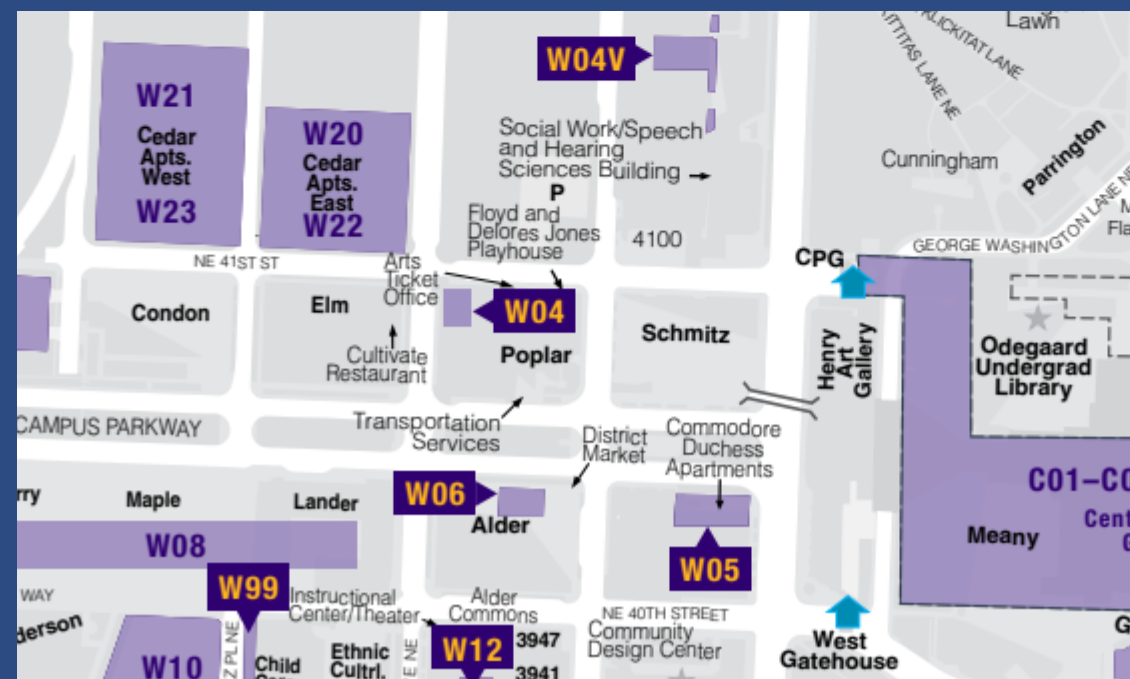 Lawn
KLICKITAT LANE
KITTITAS LANE NE
W04V
W21
Cedar
Apts.
West
W23
W20
Cedar
Apts.
East
W22
Social Work/Speech
and Hearing
Sciences Building
P
Floyd and
Delores Jones
Playhouse
4100
Cunningham
Parrington
GEORGE WASHINGTON LANE NE
NE 41ST ST
Arts
Ticket
Office
CPG
W04
Condon
Elm
Poplar
Schmitz
Henry
Art
Gallery
Odegaard
Undergrad
Library
Cultivate
Restaurant
CAMPUS PARKWAY
Transportation
Services
District
Market
Commodore
Duchess
Apartments
W06
Alder
Maple
Lander
W08
W05
Meany
WAY
W99
Instructional
Center/Theater
Alder
Commons
NE 40TH STREET
Community
Design Center
West
Gatehouse
W10
Z PL NE
Child
Ethnic
Cultrl.
E NE
W12
3947
3941